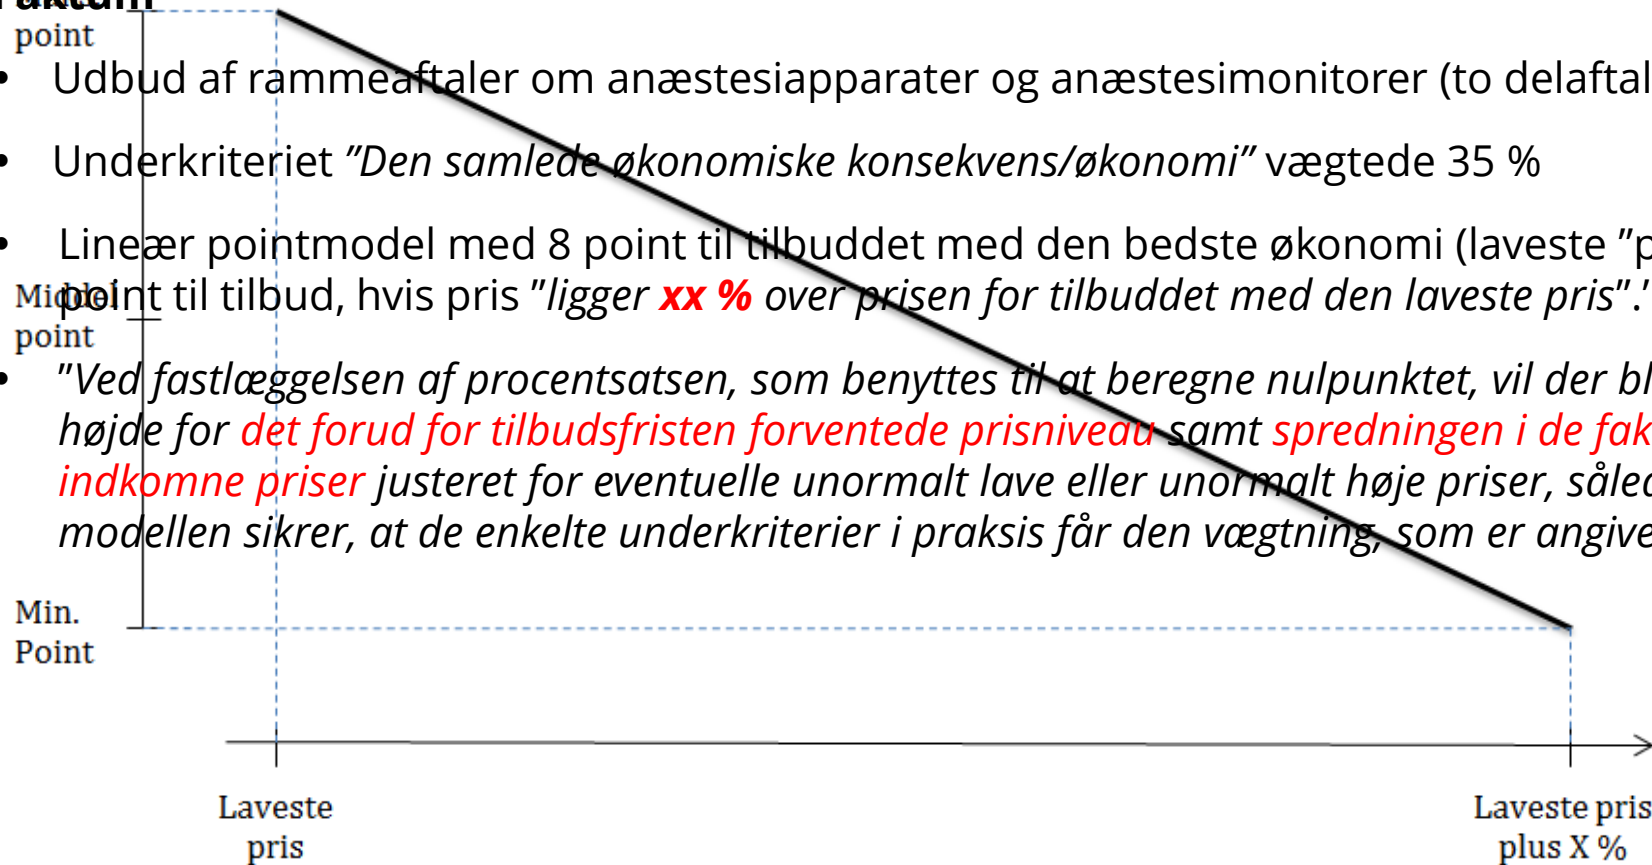 point
• Udbud af rammeaftaler om anæstesiapparater og anæstesimonitorer (to delaftal
• Underkriteriet ”Den samlede økonomiske konsekvens/økonomi” vægtede 35 %
• Lineær pointmodel med 8 point til tilbuddet med den bedste økonomi (laveste ”p
point til tilbud, hvis pris ”ligger xx % over prisen for tilbuddet med den laveste pris”.
Middel
point
• ”Ved fastlæggelsen af procentsatsen, som benyttes til at beregne nulpunktet, vil der bl
højde for det forud for tilbudsfristen forventede prisniveau samt spredningen i de fak
indkomne priser justeret for eventuelle unormalt lave eller unormalt høje priser, såled
modellen sikrer, at de enkelte underkriterier i praksis får den vægtning, som er angive
Min.
Point
Laveste
pris
Laveste pris
plus X %